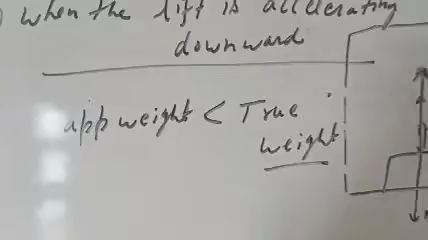 ) when the lift is accelerating
downward
app weight < True
weight